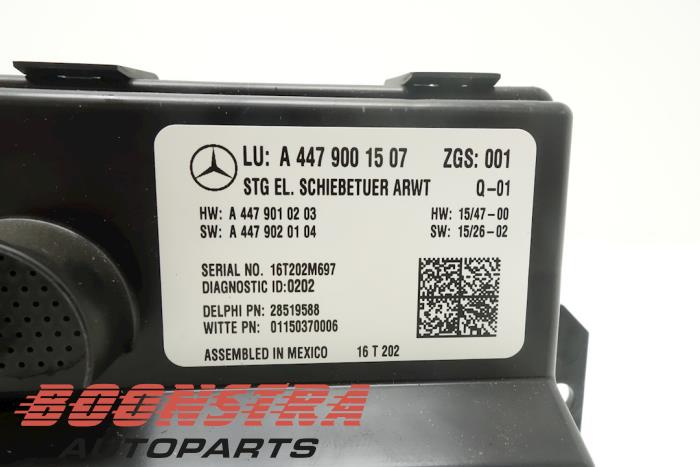 LU: A 447 900 15 07 ZGS: 001
STG EL. SCHIEBETUER ARWT Q-01
HW: A 447 901 02 03 HW: 15/47-00
SW: A 447 902 01 04 SW: 15/26-02
SERIAL NO. 16T202M697
DIAGNOSTIC ID:0202
DELPHI PN: 28519588
WITTE PN: 01150370006
ASSEMBLED IN MEXICO 16 T 202
BOONSTRA
AUTOPARTS